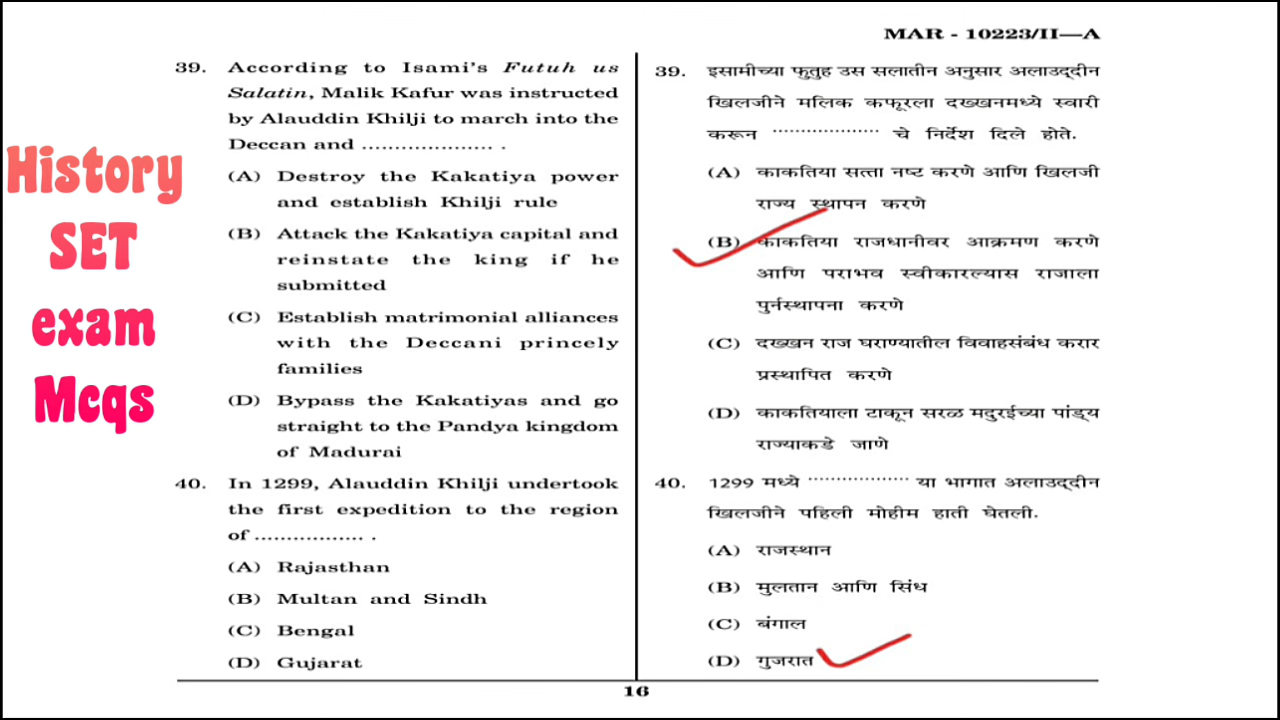 History
SET
exam
Mcqs
MAR - 10223/II—A
39. According to Isami's Futuh us
Salatin, Malik Kafur was instructed
by Alauddin Khilji to march into the
Deccan and .................... .
(A) Destroy the Kakatiya power
and establish Khilji rule
(B) Attack the Kakatiya capital and
reinstate the king if he
submitted
(C) Establish matrimonial alliances
with the Deccani princely
families
(D) Bypass the Kakatiyas and go
straight to the Pandya kingdom
of Madurai
40. In 1299, Alauddin Khilji undertook
the first expedition to the region
of ................. .
(A) Rajasthan
(B) Multan and Sindh
(C) Bengal
(D) Gujarat
39. इसामीच्या फुतुह उस सलातीन अनुसार अलाउद्दीन
खिलजीने मलिक कफूरला दख्खनमध्ये स्वारी
करून .................... चे निर्देश दिले होते.
(A) काकतिया सत्ता नष्ट करणे आणि खिलजी
राज्य स्थापन करणे
(B) काकतिया राजधानीवर आक्रमण करणे
आणि पराभव स्वीकारल्यास राजाला
पुर्नस्थापना करणे
(C) दख्खन राज घराण्यातील विवाहसंबंध करार
प्रस्थापित करणे
(D) काकतियाला टाकून सरळ मदुरईच्या पांड्य
राज्याकडे जाणे
40. 1299 मध्ये ................... या भागात अलाउद्दीन
खिलजीने पहिली मोहीम हाती घेतली.
(A) राजस्थान
(B) मुलतान आणि सिंध
(C) बंगाल
(D) गुजरात
16